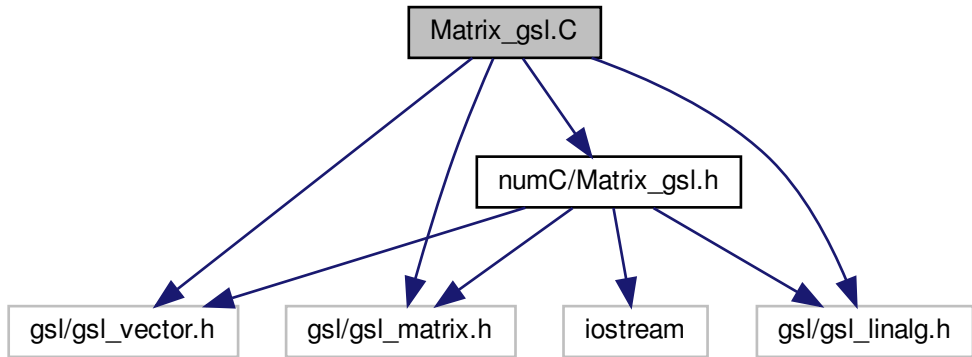 Matrix_gsl.C
numC/Matrix_gsl.h
gsl/gsl_vector.h
gsl/gsl_matrix.h
iostream
gsl/gsl_linalg.h